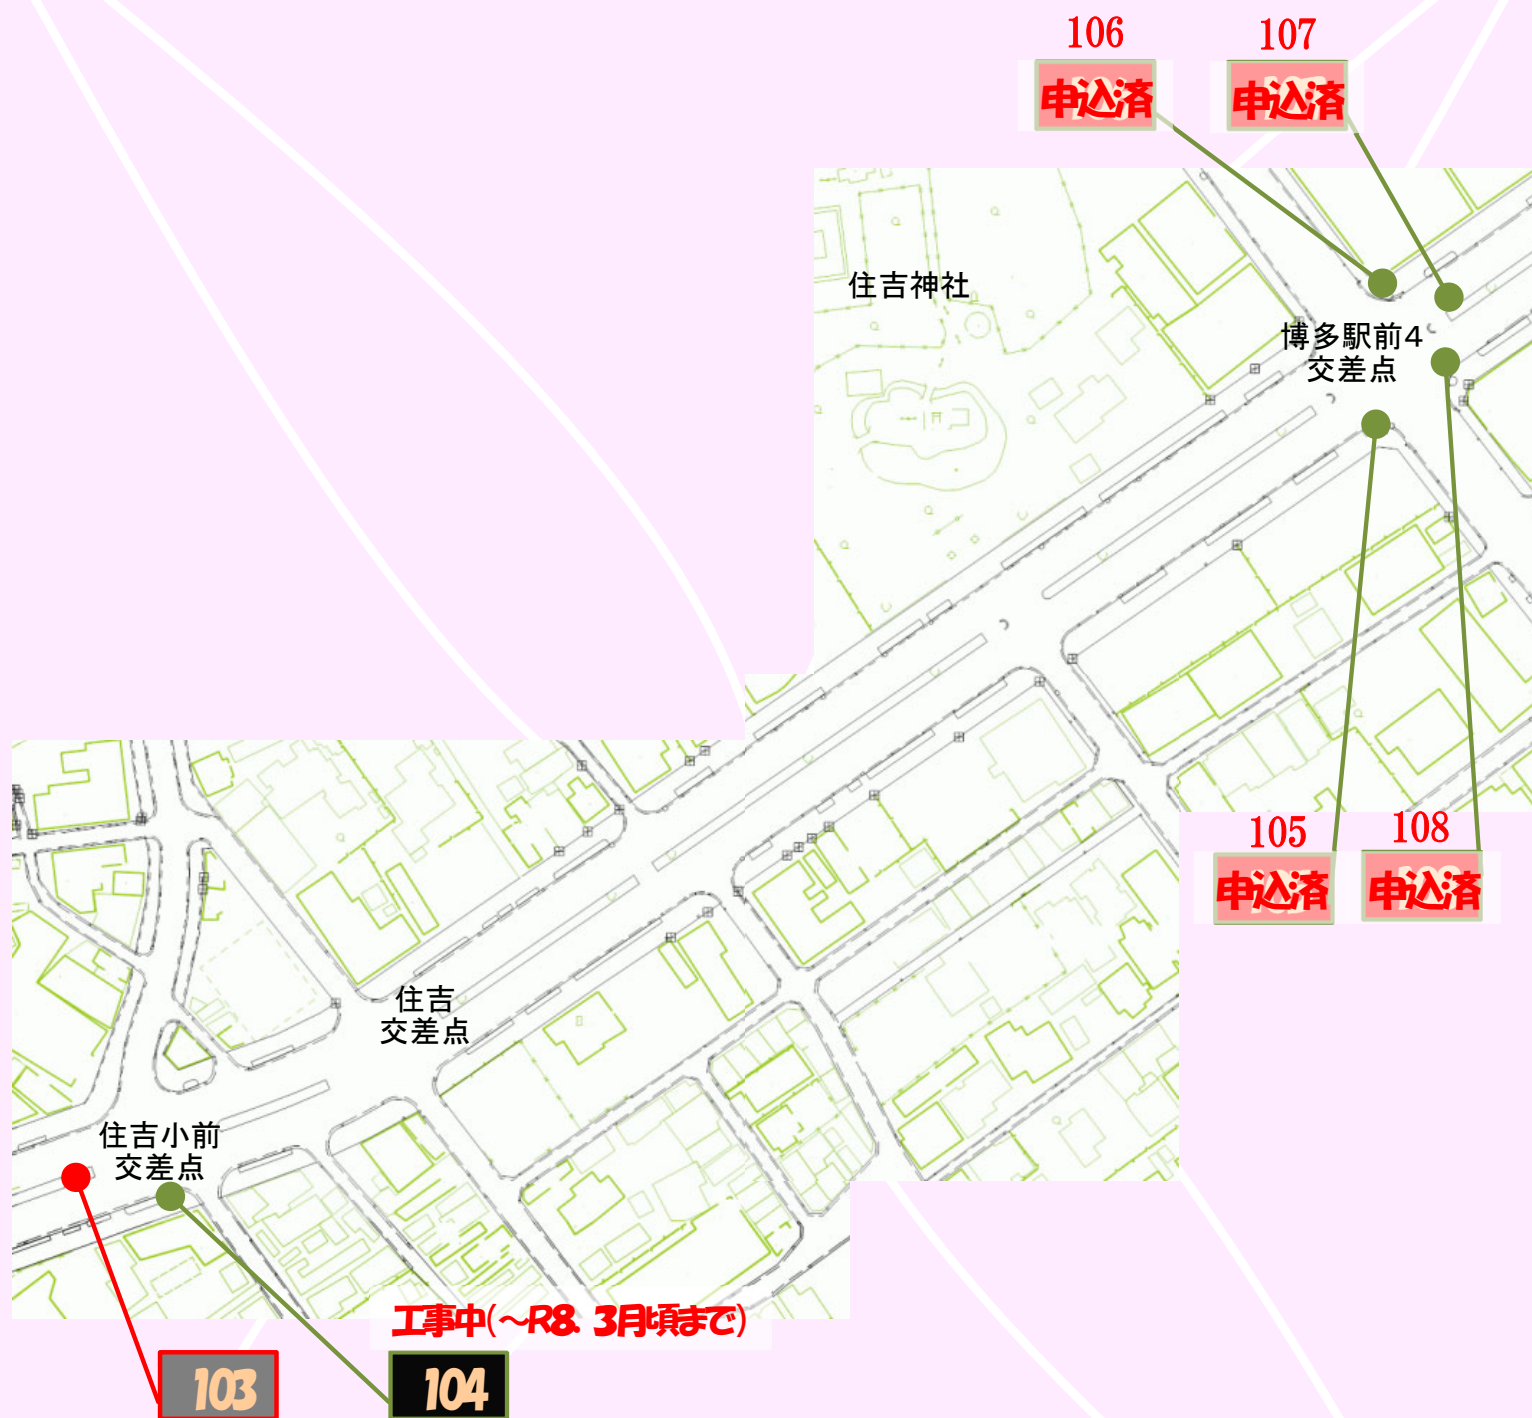 106
107
申込済
申込済
住吉神社
博多駅前4
交差点
105
108
申込済
申込済
住吉
交差点
住吉小前
交差点
工事中(～R8. 3月頃まで)
103
104